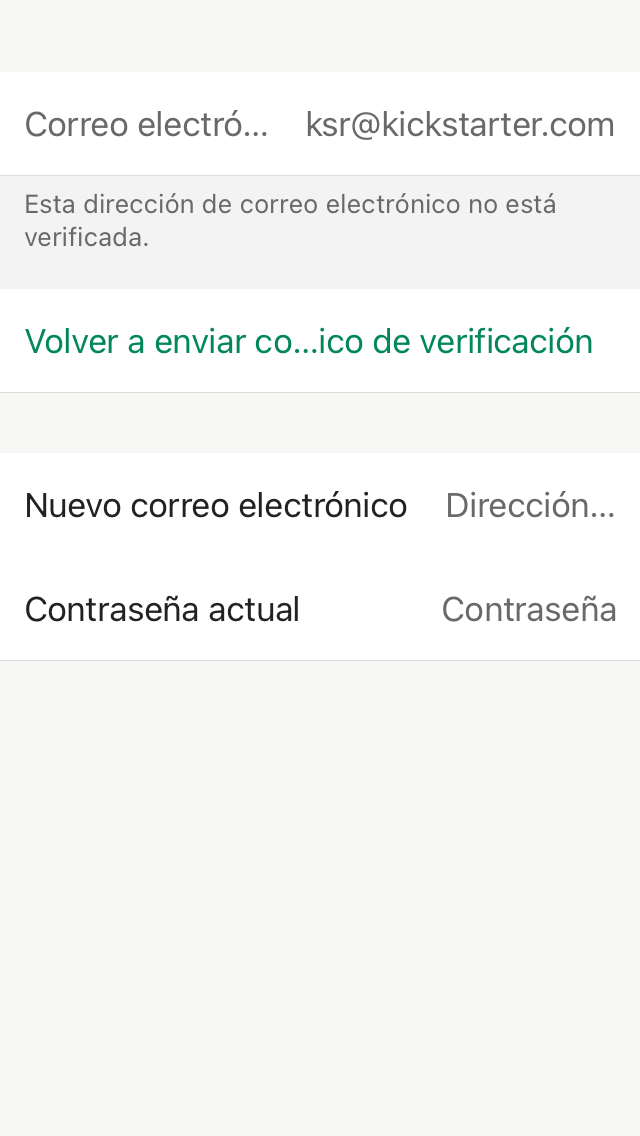 Correo electró... ksr@kickstarter.com
Esta dirección de correo electrónico no está
verificada.
Volver a enviar co...ico de verificación
Nuevo correo electrónico Dirección...
Contraseña actual Contraseña